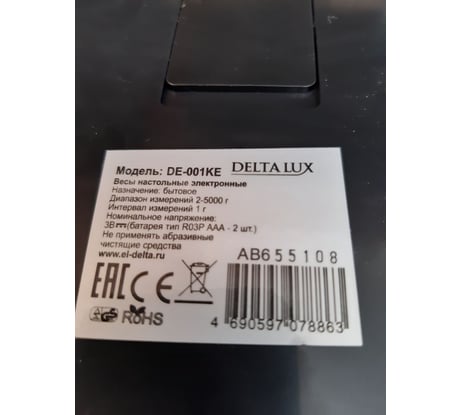 Модель: DE-001KE DELTA LUX
Весы настольные электронные
Назначение: бытовое
Диапазон измерений 2-5000 г
Интервал измерений 1 г
Номинальное напряжение:
3В⎓(батарея тип R03P ААА - 2 шт.)
Не применять абразивные
чистящие средства
www.el-delta.ru
AB655108
EAC CE
GS RoHS
4 690597 078863